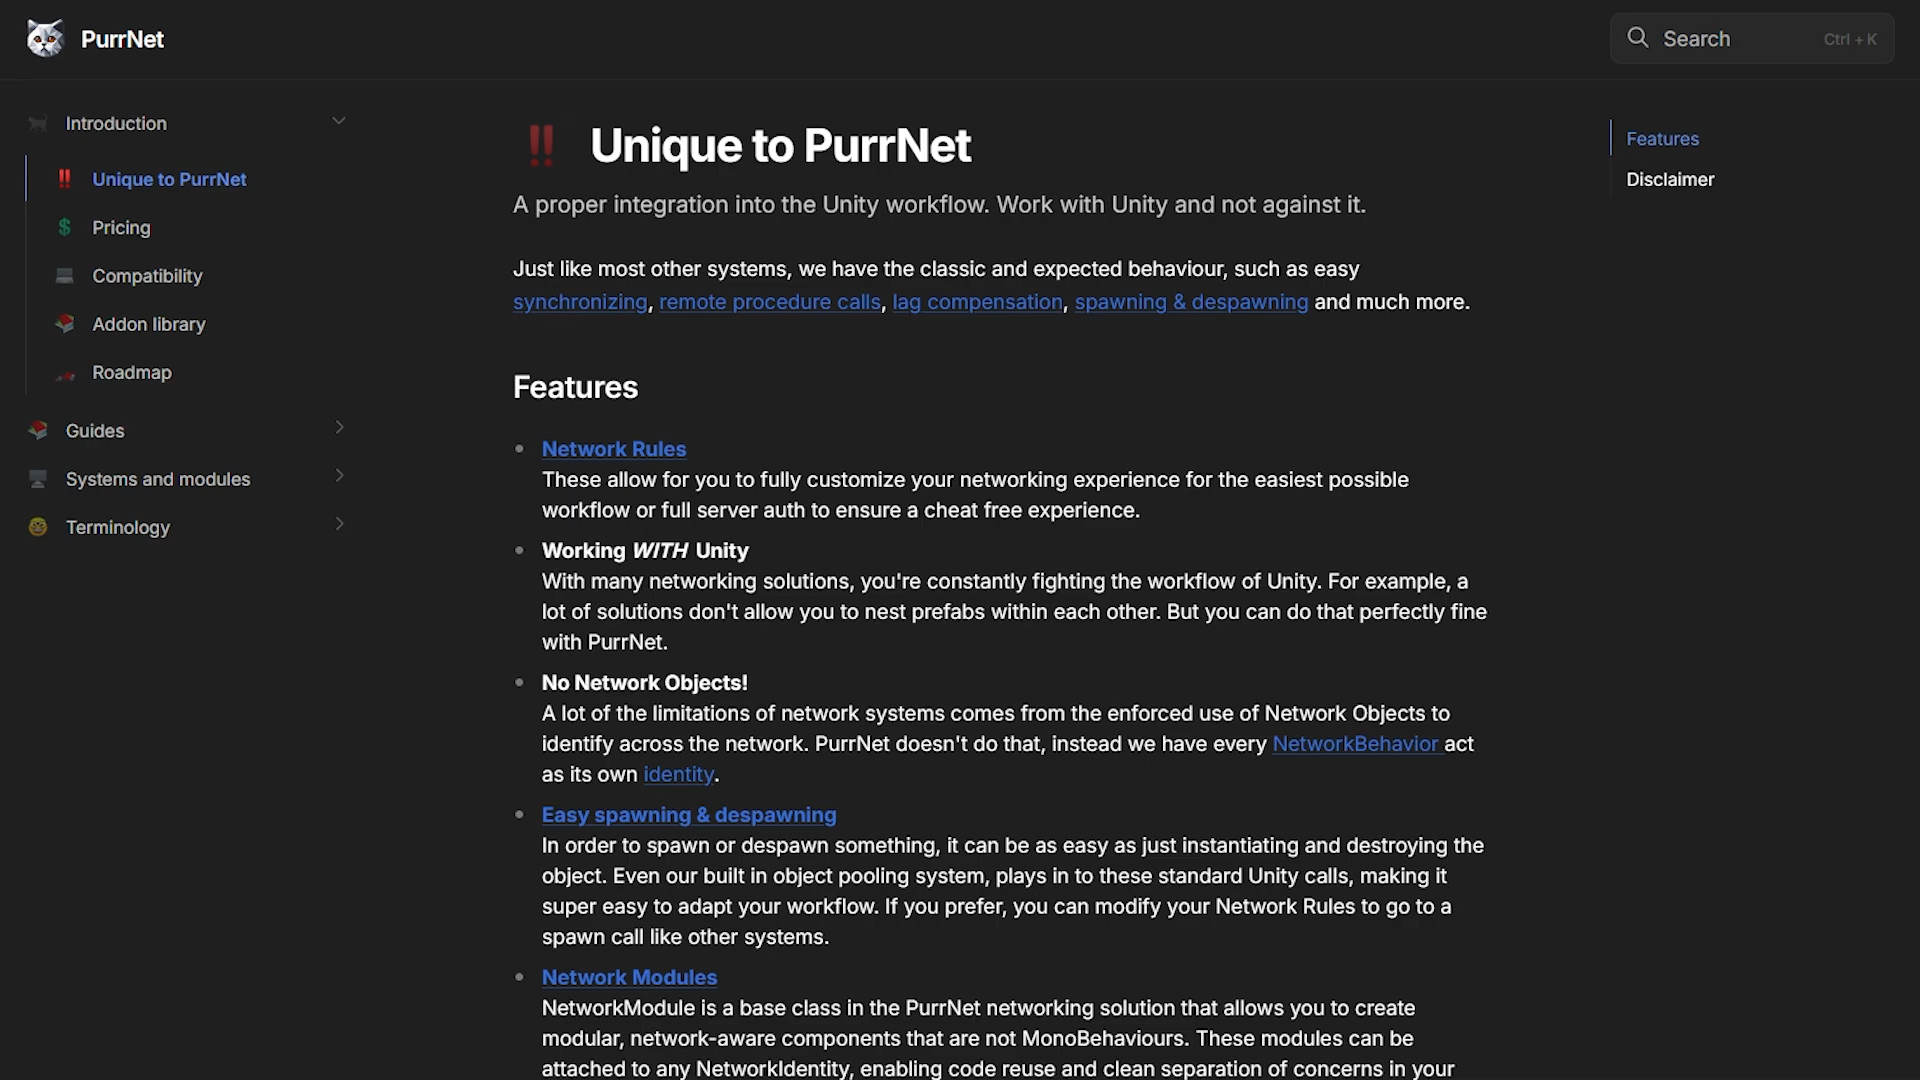 PurrNet
Search
Ctrl + K
Introduction
Unique to PurrNet
Pricing
Compatibility
Addon library
Roadmap
Guides
Systems and modules
Terminology
‼ Unique to PurrNet
A proper integration into the Unity workflow. Work with Unity and not against it.
Just like most other systems, we have the classic and expected behaviour, such as easy
synchronizing, remote procedure calls, lag compensation, spawning & despawning and much more.
Features
• Network Rules
These allow for you to fully customize your networking experience for the easiest possible
workflow or full server auth to ensure a cheat free experience.
• Working WITH Unity
With many networking solutions, you're constantly fighting the workflow of Unity. For example, a
lot of solutions don't allow you to nest prefabs within each other. But you can do that perfectly fine
with PurrNet.
• No Network Objects!
A lot of the limitations of network systems comes from the enforced use of Network Objects to
identify across the network. PurrNet doesn't do that, instead we have every NetworkBehavior act
as its own identity.
• Easy spawning & despawning
In order to spawn or despawn something, it can be as easy as just instantiating and destroying the
object. Even our built in object pooling system, plays in to these standard Unity calls, making it
super easy to adapt your workflow. If you prefer, you can modify your Network Rules to go to a
spawn call like other systems.
• Network Modules
NetworkModule is a base class in the PurrNet networking solution that allows you to create
modular, network-aware components that are not MonoBehaviours. These modules can be
attached to any NetworkIdentity, enabling code reuse and clean separation of concerns in your
Features
Disclaimer